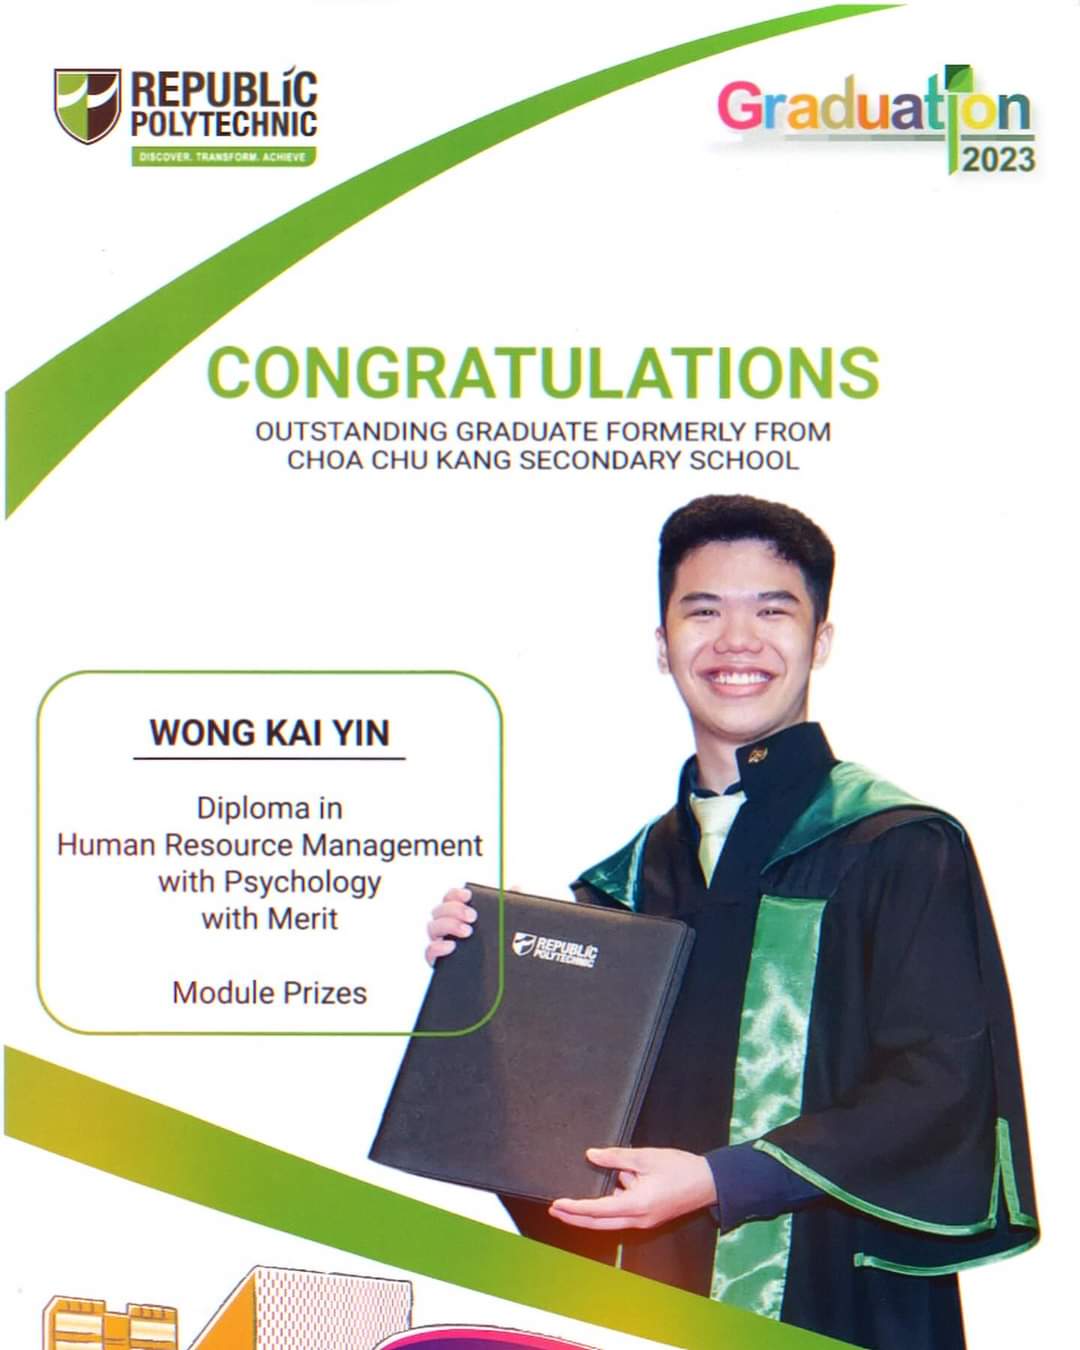 REPUBLIC
POLYTECHNIC
DISCOVER. TRANSFORM. ACHIEVE
Graduation
2023
CONGRATULATIONS
OUTSTANDING GRADUATE FORMERLY FROM
CHOA CHU KANG SECONDARY SCHOOL
WONG KAI YIN
Diploma in
Human Resource Management
with Psychology
with Merit
Module Prizes
REPUBLIC
POLYTECHNIC